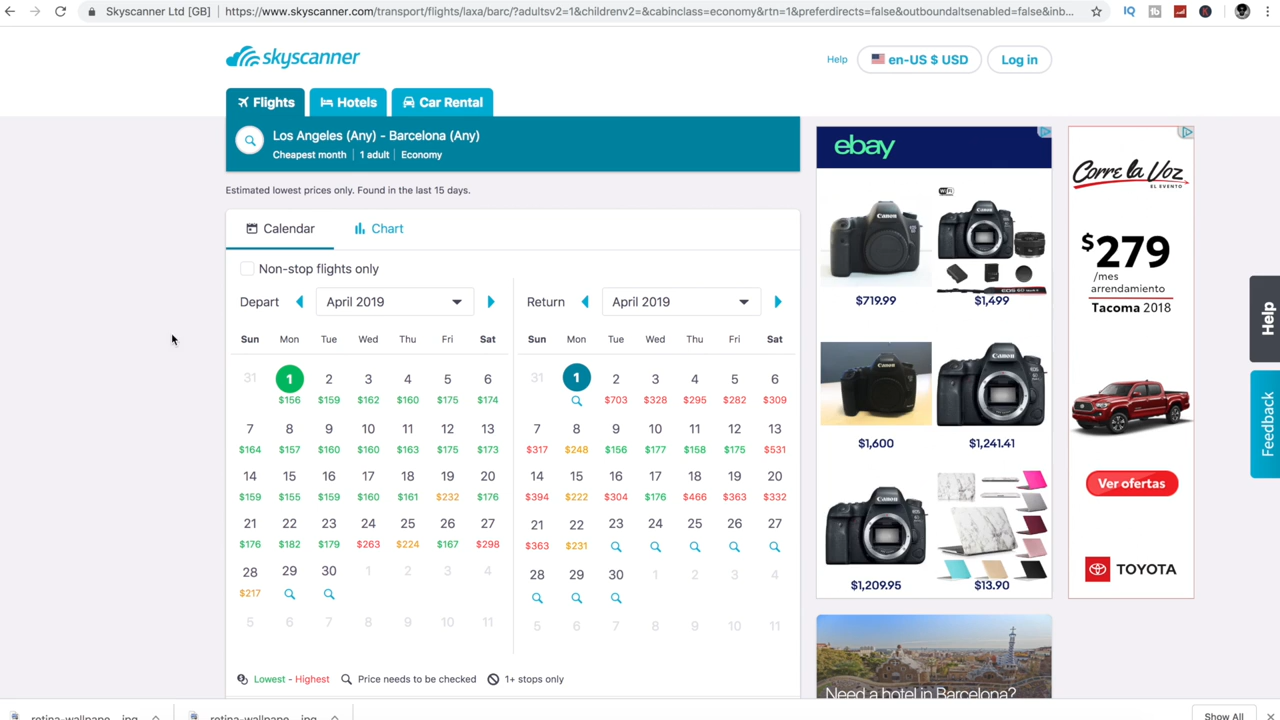 Skyscanner Ltd [GB]
https://www.skyscanner.com/transport/flights/laxa/barc/?adultsv2=1&childrenv2=&cabinclass=economy&rtn=1&preferdirects=false&outboundaltsenabled=false&inb...
skyscanner
Help
en-US $ USD
Log in
Flights
Hotels
Car Rental
Los Angeles (Any) - Barcelona (Any)
Cheapest month | 1 adult | Economy
Estimated lowest prices only. Found in the last 15 days.
Calendar
Chart
Non-stop flights only
Depart
April 2019
Sun Mon Tue Wed Thu Fri Sat
31 1 2 3 4 5 6
$156 $159 $162 $160 $175 $174
7 8 9 10 11 12 13
$164 $157 $160 $160 $163 $175 $173
14 15 16 17 18 19 20
$159 $155 $159 $160 $161 $232 $176
21 22 23 24 25 26 27
$176 $182 $179 $263 $224 $167 $298
28 29 30 1 2 3 4
$217
5 6 7 8 9 10 11
Return
April 2019
Sun Mon Tue Wed Thu Fri Sat
31 1 2 3 4 5 6
$703 $328 $295 $282 $309
7 8 9 10 11 12 13
$317 $248 $156 $177 $158 $175 $531
14 15 16 17 18 19 20
$394 $222 $304 $176 $466 $363 $332
21 22 23 24 25 26 27
$363 $231
28 29 30 1 2 3 4
5 6 7 8 9 10 11
Lowest - Highest
Price needs to be checked
1+ stops only
ebay
WiFi
Canon
Canon
$719.99
$1,499
Canon
$1,600
$1,241.41
Canon
$1,209.95
$13.90
Need a hotel in Barcelona?
Corre la Voz
EL EVENTO
$279
/mes
arrendamiento
Tacoma 2018
Ver ofertas
TOYOTA
Help
Feedback
retina-wallpape....jpg
retina-wallpape....jpg
Show All